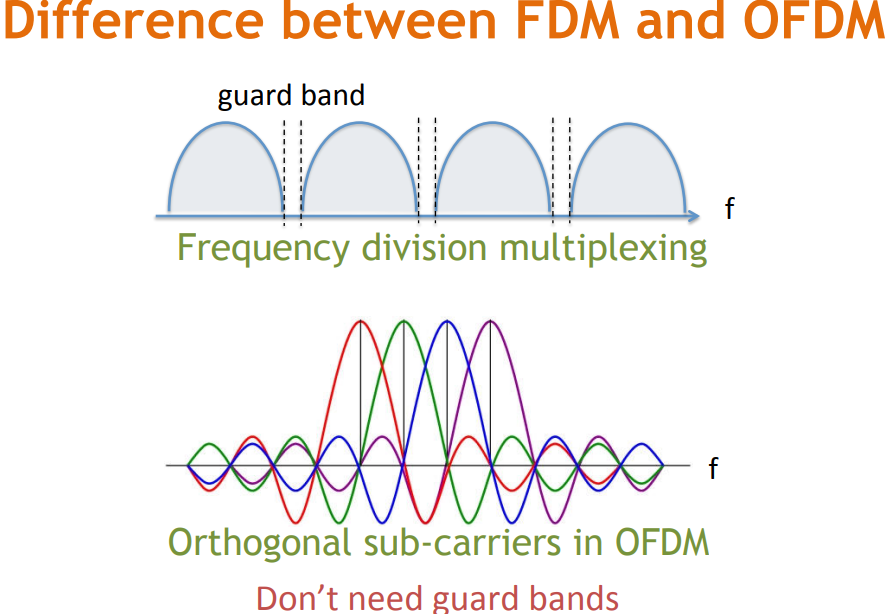 Difference between FDM and OFDM
guard band
f
Frequency division multiplexing
f
Orthogonal sub-carriers in OFDM
Don’t need guard bands